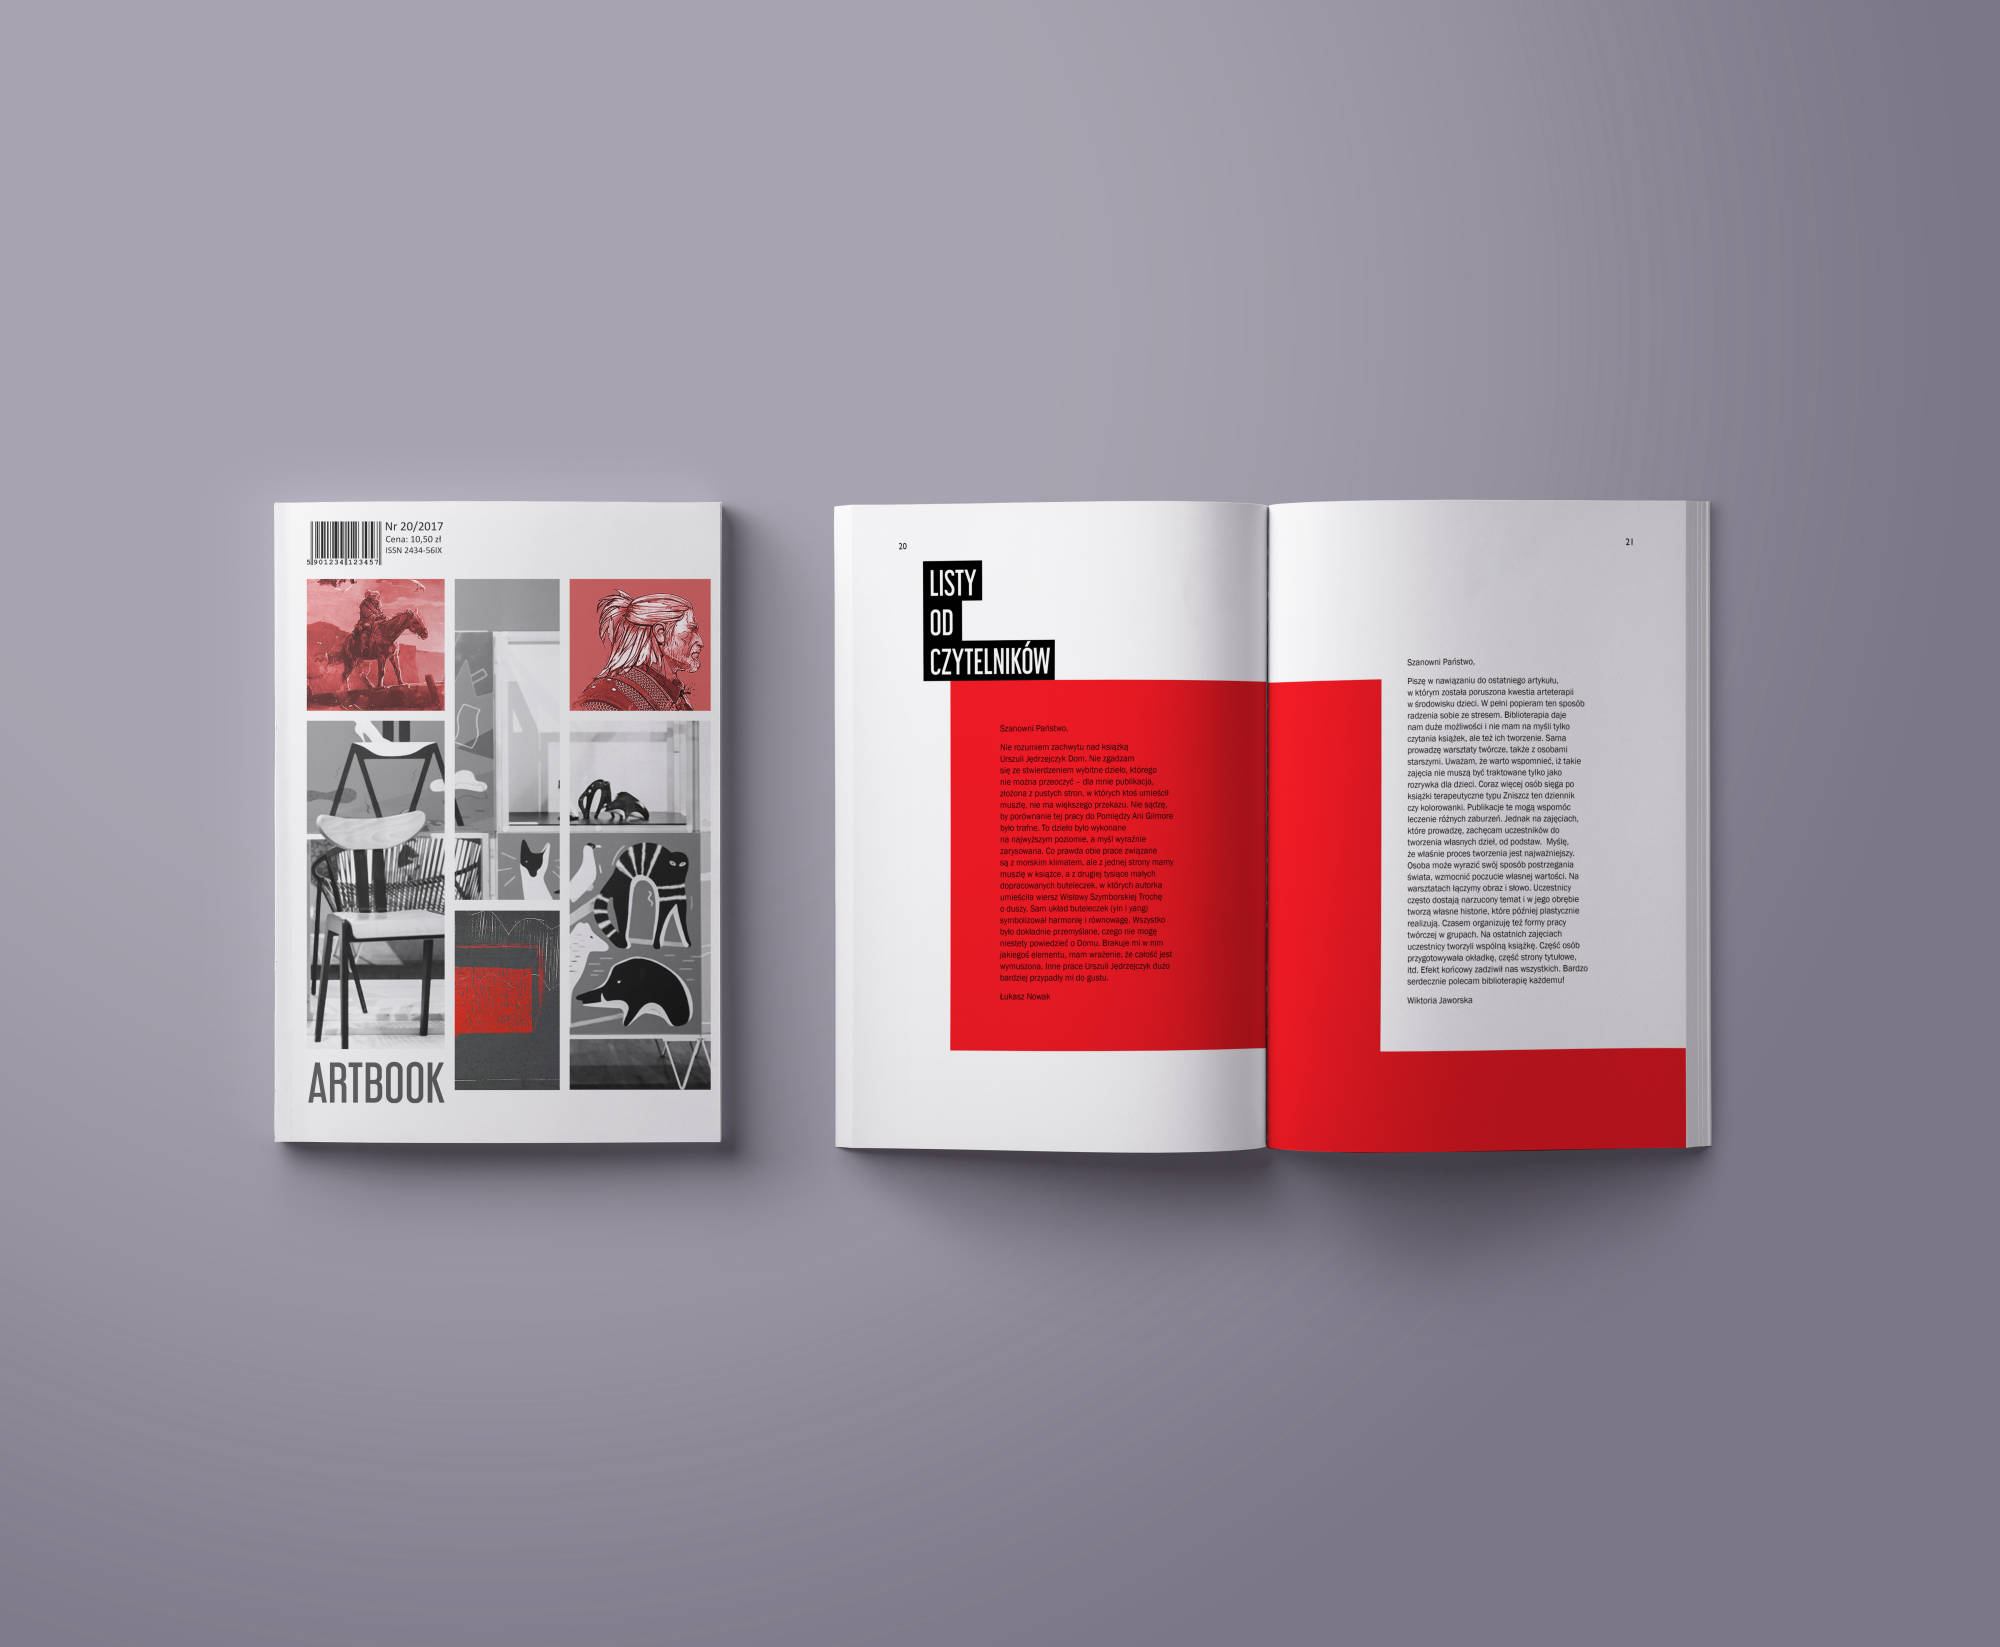 Nr 20/2017
Cena: 10,50 zł
ISSN 2434-56IX
5 901234 123457
ARTBOOK
20
LISTY
OD
CZYTELNIKÓW
Szanowni Państwo,
Nie rozumiem zachwytu nad książką
Urszuli Jędrzejczyk Dom. Nie zgadzam
się ze stwierdzeniem wybitne dzieło, którego
nie można przeoczyć – dla mnie publikacja,
złożona z pustych stron, w których ktoś umieścił
muszlę, nie ma większego przekazu. Nie sądzę,
by porównanie tej pracy do Pomiędzy Ani Gilmore
było trafne. To dzieło było wykonane
na najwyższym poziomie, a myśl wyraźnie
zarysowana. Co prawda obie prace związane
są z morskim klimatem, ale z jednej strony mamy
muszlę w książce, a z drugiej tysiące małych
dopracowanych buteleczek, w których autorka
umieściła wiersz Wisławy Szymborskiej Trochę
o duszy. Sam układ buteleczek (yin i yang)
symbolizował harmonię i równowagę. Wszystko
było dokładnie przemyślane, czego nie mogę
niestety powiedzieć o Domu. Brakuje mi w nim
jakiegoś elementu, mam wrażenie, że całość jest
wymuszona. Inne prace Urszuli Jędrzejczyk dużo
bardziej przypadły mi do gustu.
Łukasz Nowak
21
Szanowni Państwo,
Piszę w nawiązaniu do ostatniego artykułu,
w którym została poruszona kwestia arteterapii
w środowisku dzieci. W pełni popieram ten sposób
radzenia sobie ze stresem. Biblioterapia daje
nam duże możliwości i nie mam na myśli tylko
czytania książek, ale też ich tworzenie. Sama
prowadzę warsztaty twórcze, także z osobami
starszymi. Uważam, że warto wspomnieć, iż takie
zajęcia nie muszą być traktowane tylko jako
rozrywka dla dzieci. Coraz więcej osób sięga po
książki terapeutyczne typu Zniszcz ten dziennik
czy kolorowanki. Publikacje te mogą wspomóc
leczenie różnych zaburzeń. Jednak na zajęciach,
które prowadzę, zachęcam uczestników do
tworzenia własnych dzieł, od podstaw. Myślę,
że właśnie proces tworzenia jest najważniejszy.
Osoba może wyrazić swój sposób postrzegania
świata, wzmocnić poczucie własnej wartości. Na
warsztatach łączymy obraz i słowo. Uczestnicy
często dostają narzucony temat i w jego obrębie
tworzą własne historie, które później plastycznie
realizują. Czasem organizuję też formy pracy
twórczej w grupach. Na ostatnich zajęciach
uczestnicy tworzyli wspólną książkę. Część osób
przygotowywała okładkę, część strony tytułowe,
itd. Efekt końcowy zadziwił nas wszystkich. Bardzo
serdecznie polecam biblioterapię każdemu!
Wiktoria Jaworska